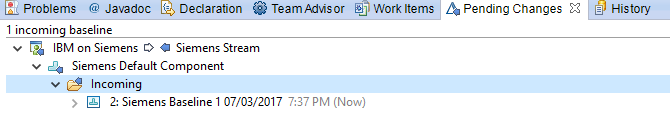 Problems @ Javadoc Declaration Team Advisor Work Items Pending Changes History
1 incoming baseline
IBM on Siemens Siemens Stream
Siemens Default Component
Incoming
2: Siemens Baseline 1 07/03/2017 7:37 PM (Now)